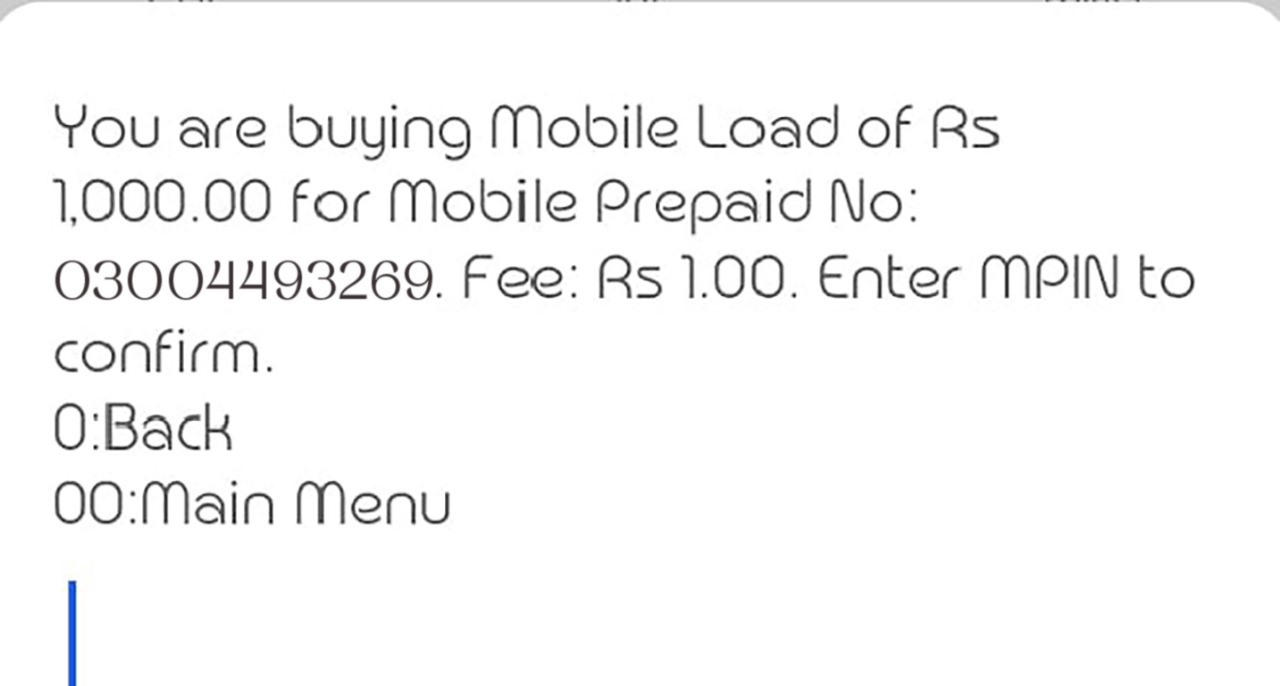 You are buying Mobile Load of Rs
1,000.00 for Mobile Prepaid No:
03004493269. Fee: Rs 1.00. Enter MPIN to
confirm.
0:Back
00:Main Menu